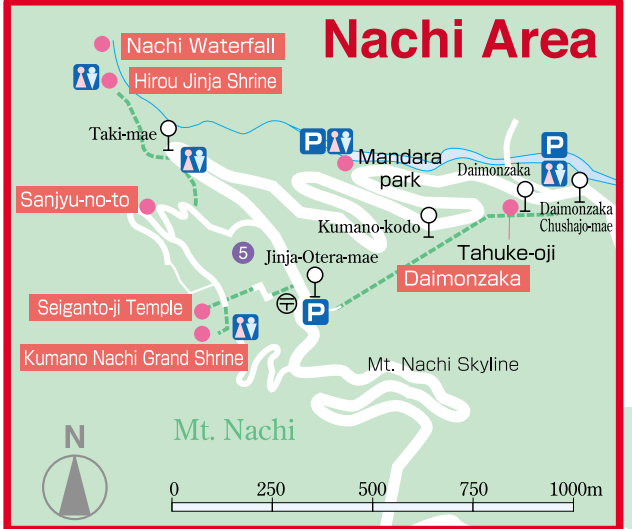 Nachi Area
Nachi Waterfall
Hirou Jinja Shrine
Taki-mae
P
P
Mandara
park
Daimonzaka
Sanjyu-no-to
Daimonzaka
Chushajo-mae
Kumano-kodo
Tahuke-oji
5
Jinja-Otera-mae
Daimonzaka
Seiganto-ji Temple
〒
P
Kumano Nachi Grand Shrine
Mt. Nachi Skyline
Mt. Nachi
N
0 250 500 750 1000m